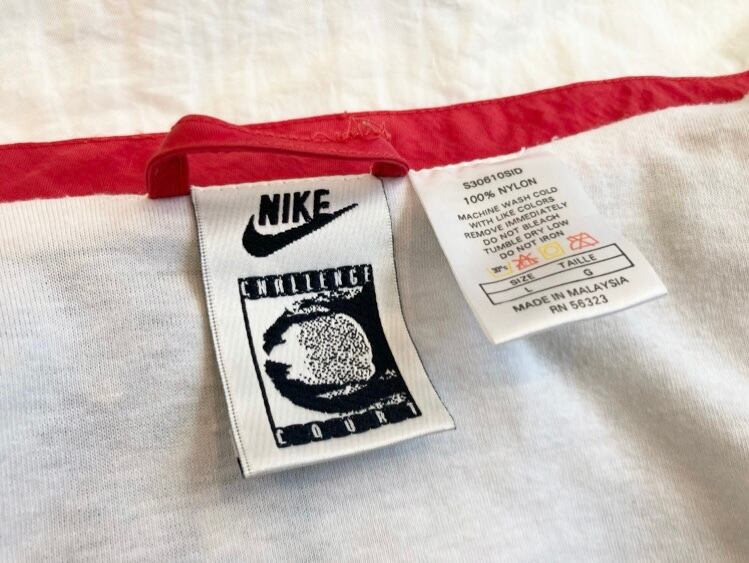 NIKE
CHALLENGE
COURT
S30610SID
100% NYLON
MACHINE WASH COLD
WITH LIKE COLORS
REMOVE IMMEDIATELY
DO NOT BLEACH
TUMBLE DRY LOW
DO NOT IRON
SIZE TAILLE
L G
MADE IN MALAYSIA
RN 56323